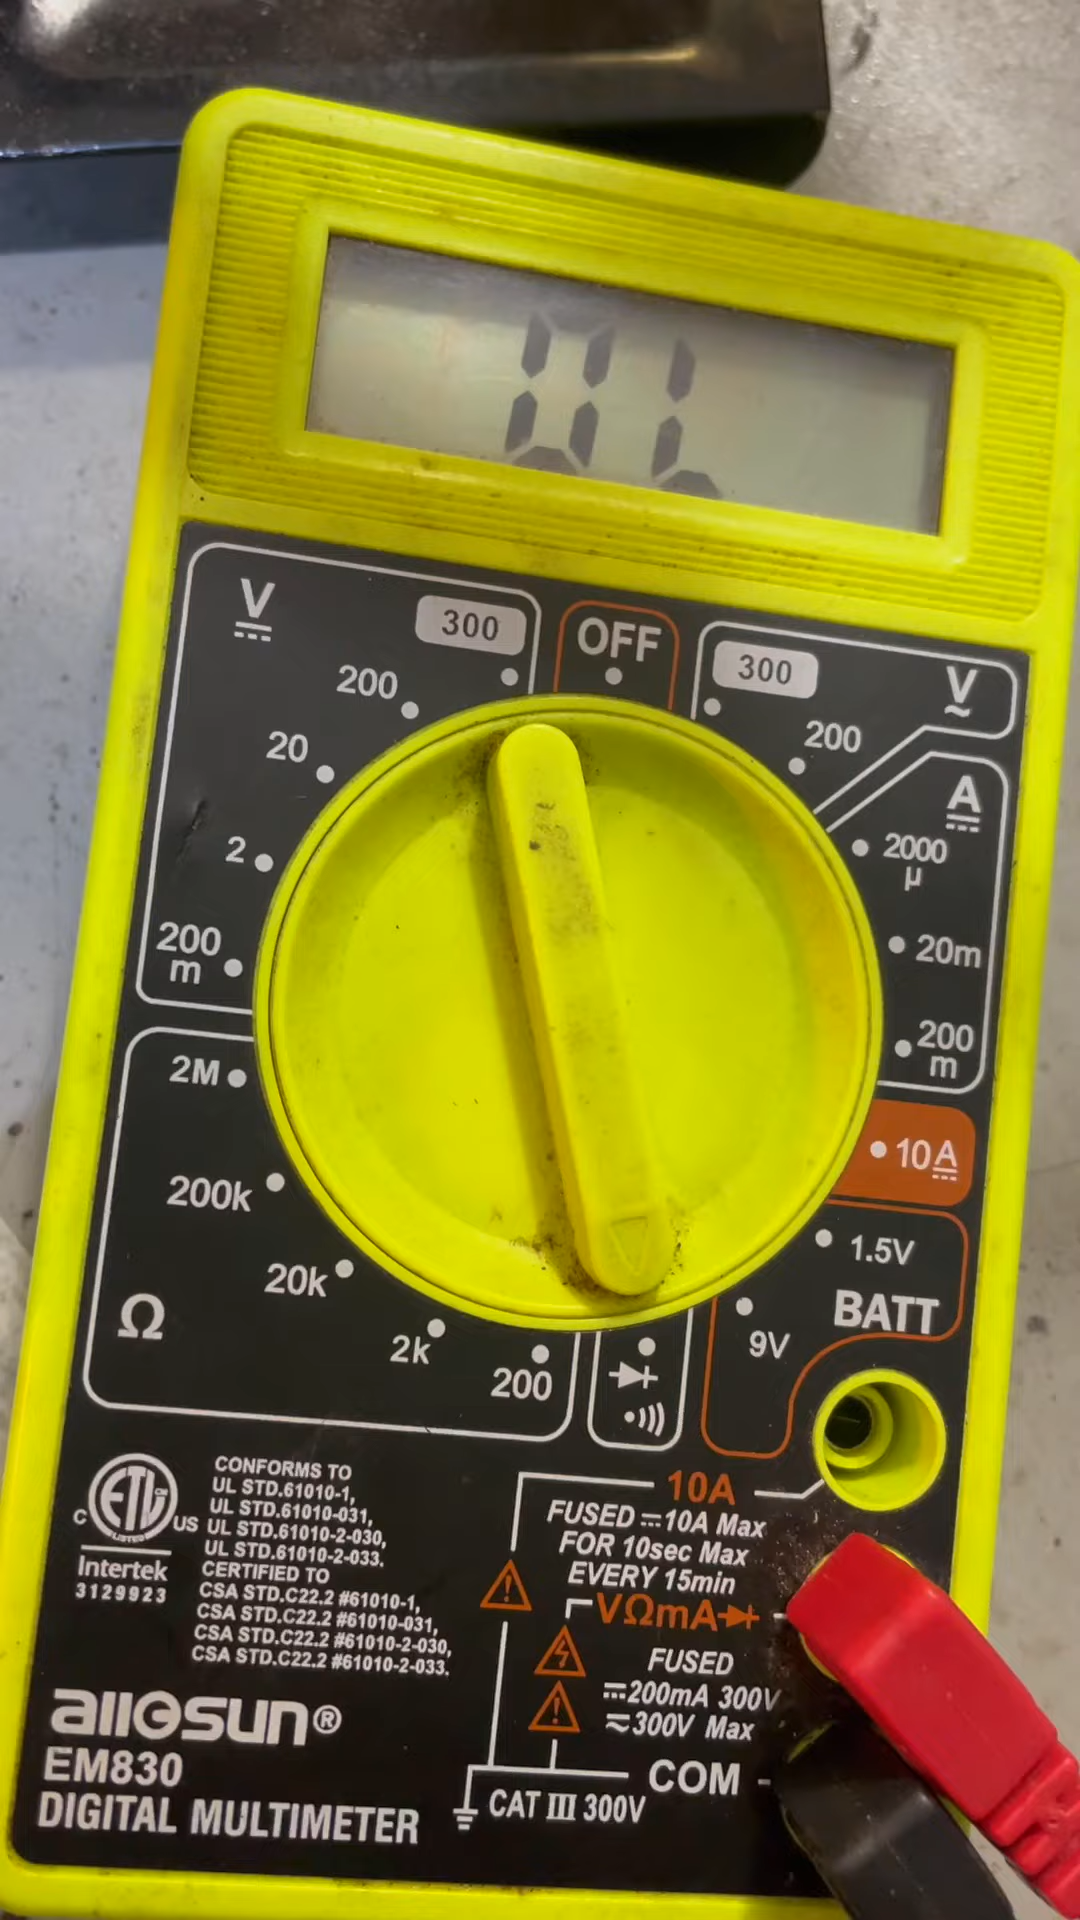 OL
V
300
OFF
300
V
200
200
20
A
2000
µ
2
20m
200
m
200
m
2M
10A
200k
1.5V
20k
BATT
Ω
9V
2k
200
10A
CONFORMS TO
UL STD.61010-1,
UL STD.61010-031,
UL STD.61010-2-030,
UL STD.61010-2-033.
CERTIFIED TO
CSA STD.C22.2 #61010-1,
CSA STD.C22.2 #61010-031,
CSA STD.C22.2 #61010-2-030,
CSA STD.C22.2 #61010-2-033.
C ETL US
LISTED
Intertek
3129923
FUSED ⎓10A Max
FOR 10sec Max
EVERY 15min
VΩmA
FUSED
⎓200mA 300V
≂300V Max
COM
CAT III 300V
allosun®
EM830
DIGITAL MULTIMETER